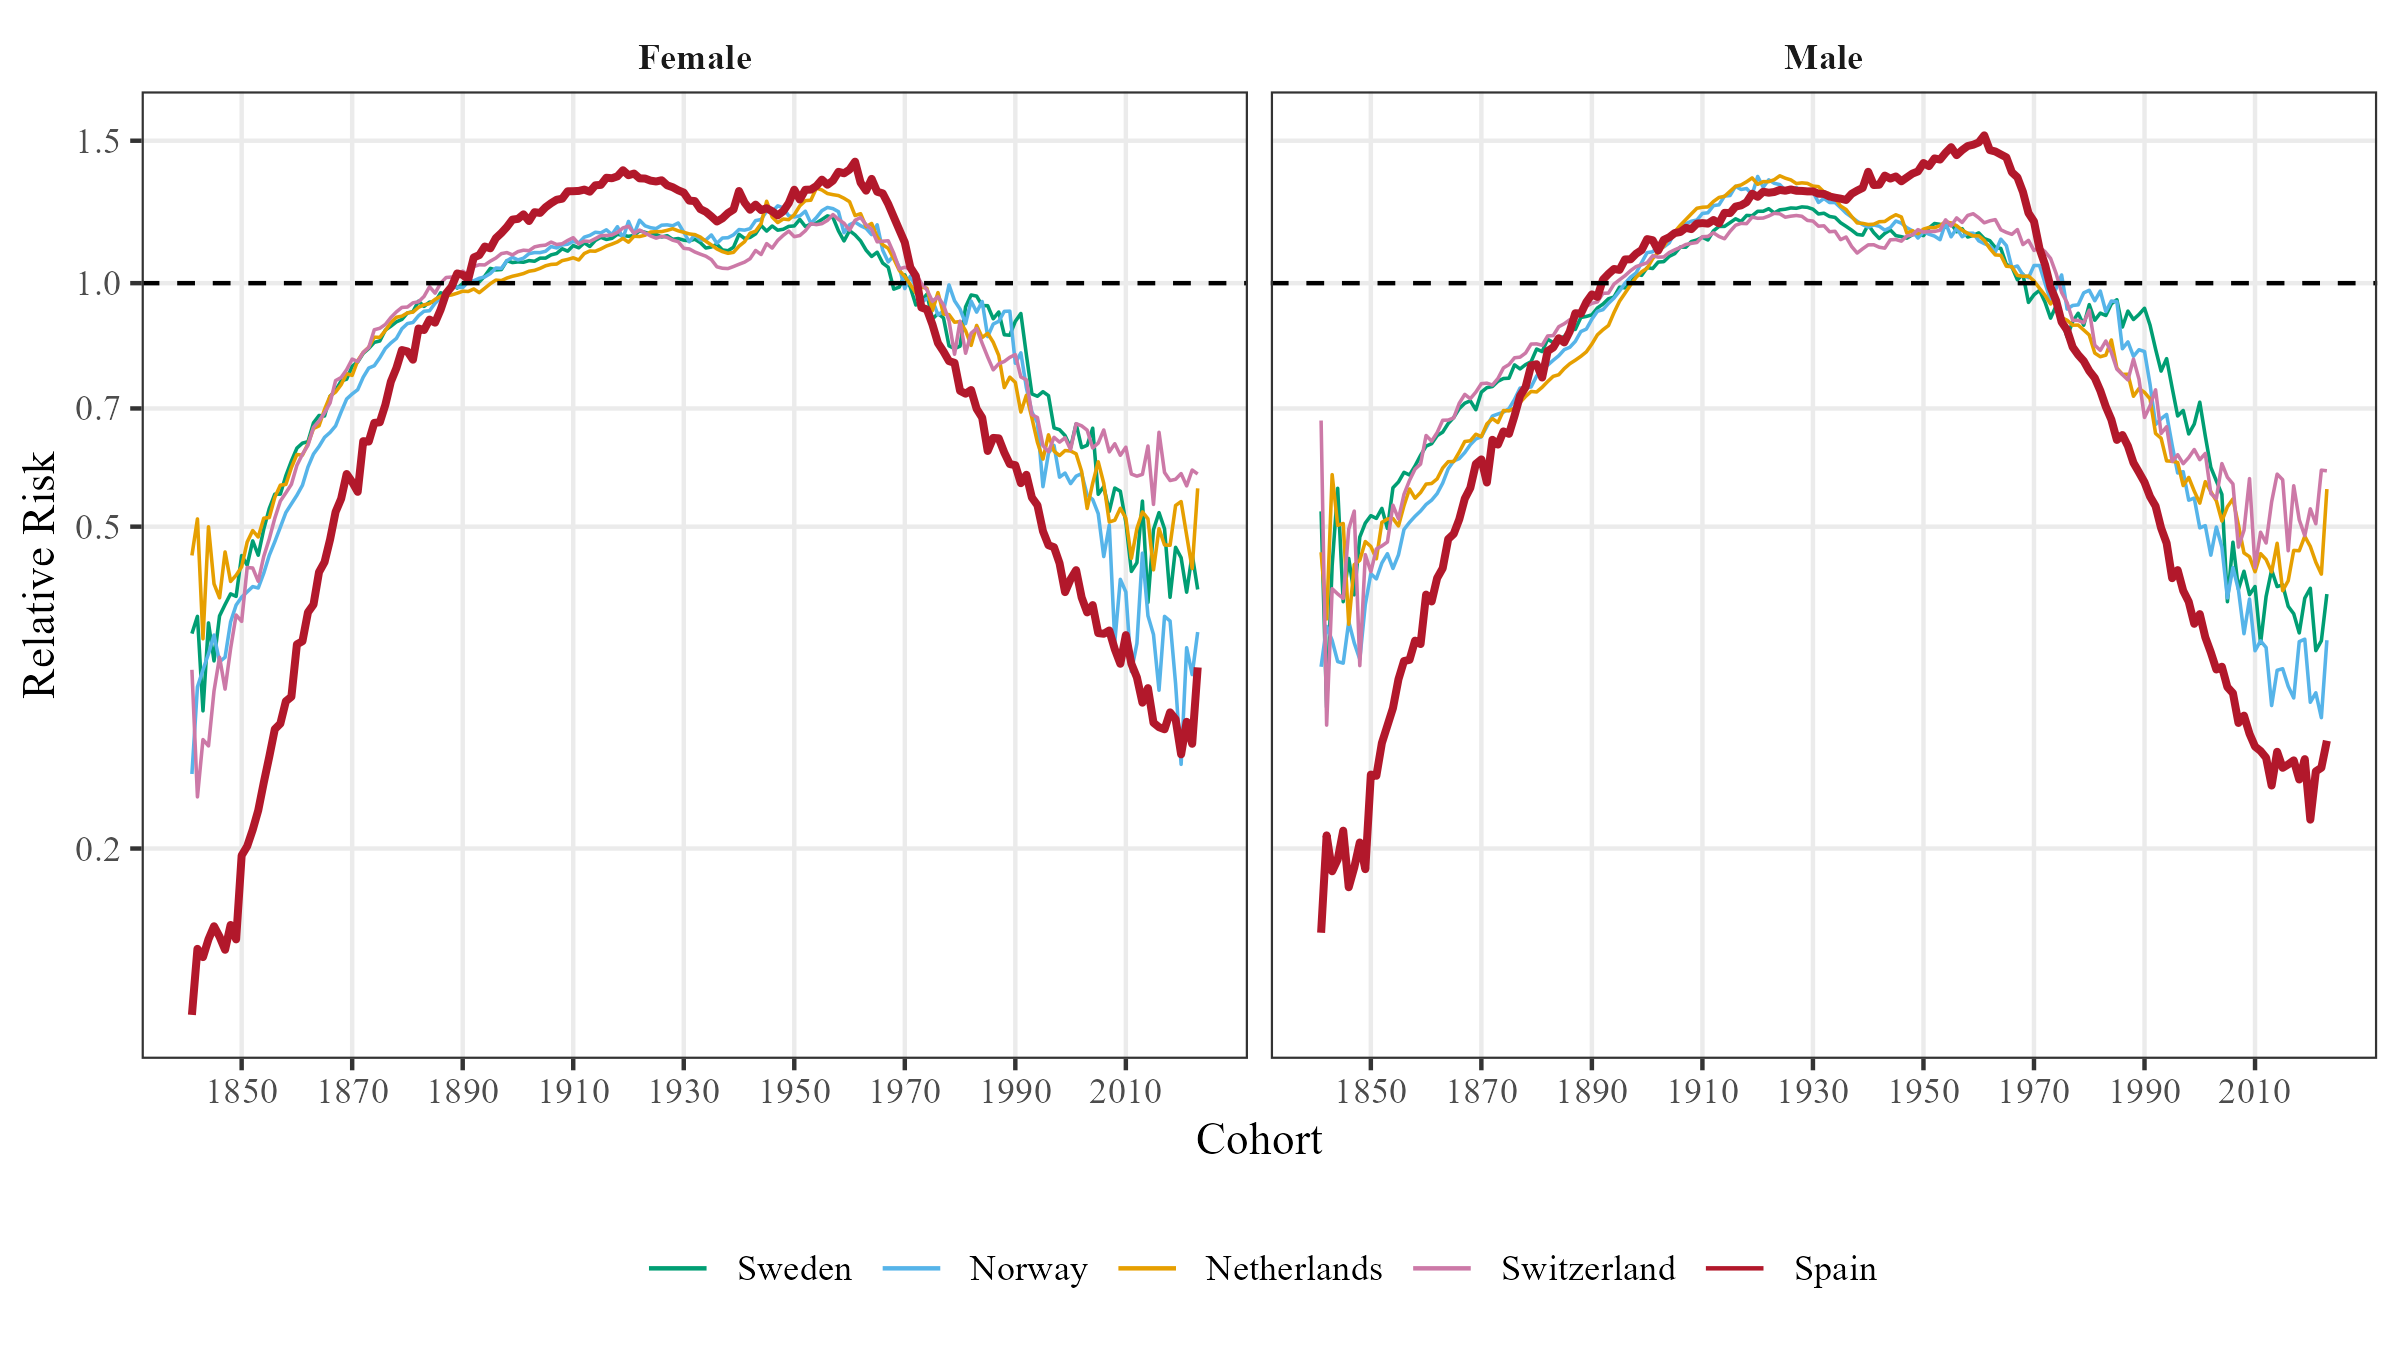 Female Male
1.5
1.0
0.7
0.5
0.2
Relative Risk
1850 1870 1890 1910 1930 1950 1970 1990 2010 1850 1870 1890 1910 1930 1950 1970 1990 2010
Cohort
Sweden Norway Netherlands Switzerland Spain